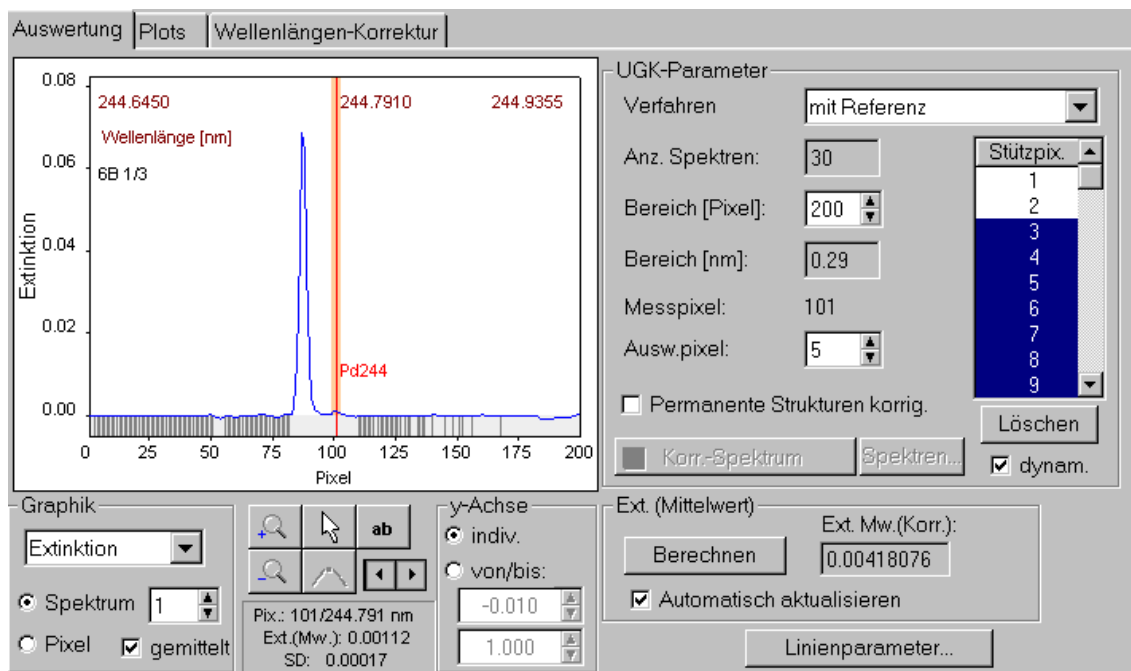 Auswertung Plots Wellenlängen-Korrektur
0.08
0.06
0.04
0.02
0.00
Extinktion
244.6450 244.7910 244.9355
Wellenlänge [nm]
6B 1/3
Pd244
0 25 50 75 100 125 150 175 200
Pixel
UGK-Parameter
Verfahren mit Referenz
Anz. Spektren: 30
Bereich [Pixel]: 200
Bereich [nm]: 0.29
Messpixel: 101
Ausw.pixel: 5
Stützpix.
1
2
3
4
5
6
7
8
9
Permanente Strukturen korrig.
Löschen
Korr.-Spektrum Spektren...
dynam.
Graphik
Extinktion
Spektrum 1
Pixel gemittelt
ab
Pix.: 101/244.791 nm
Ext.(Mw.): 0.00112
SD: 0.00017
y-Achse
indiv.
von/bis:
-0.010
1.000
Ext. (Mittelwert)
Ext. Mw.(Korr.):
Berechnen 0.00418076
Automatisch aktualisieren
Linienparameter...